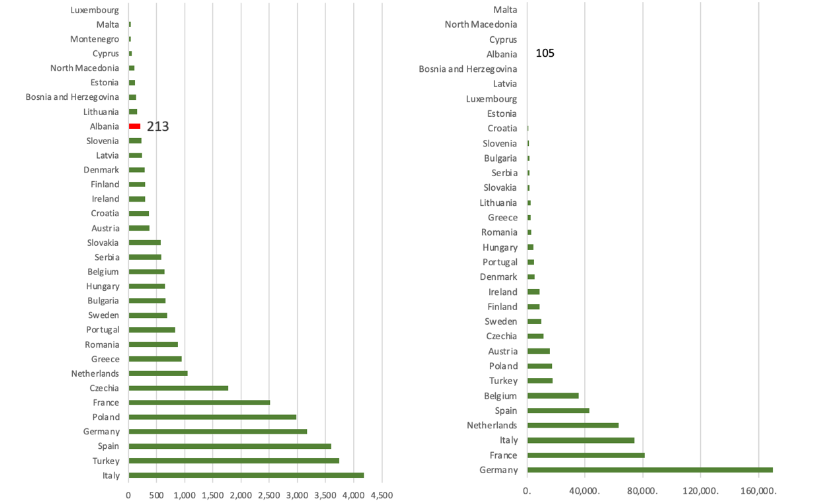 Luxembourg
Malta
Montenegro
Cyprus
North Macedonia
Estonia
Bosnia and Herzegovina
Lithuania
Albania 213
Slovenia
Latvia
Denmark
Finland
Ireland
Croatia
Austria
Slovakia
Serbia
Belgium
Hungary
Bulgaria
Sweden
Portugal
Romania
Greece
Netherlands
Czechia
France
Poland
Germany
Spain
Turkey
Italy
0 500 1,000 1,500 2,000 2,500 3,000 3,500 4,000 4,500
Malta
North Macedonia
Cyprus
Albania 105
Bosnia and Herzegovina
Latvia
Luxembourg
Estonia
Croatia
Slovenia
Bulgaria
Serbia
Slovakia
Lithuania
Greece
Romania
Hungary
Portugal
Denmark
Ireland
Finland
Sweden
Czechia
Austria
Poland
Turkey
Belgium
Spain
Netherlands
Italy
France
Germany
0. 40,000. 80,000. 120,000. 160,000.